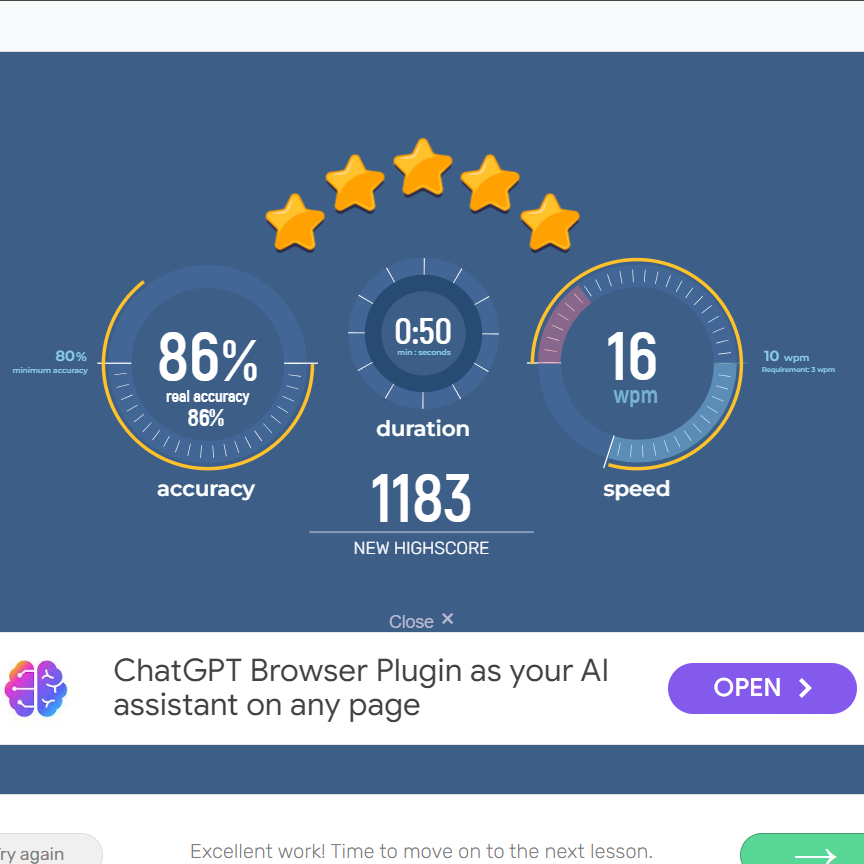 80%
minimum accuracy
86%
real accuracy
86%
accuracy
0:50
min : seconds
duration
16
wpm
speed
10 wpm
Requirement: 3 wpm
1183
NEW HIGHSCORE
Close ✕
ChatGPT Browser Plugin as your AI
assistant on any page
OPEN
ry again
Excellent work! Time to move on to the next lesson.